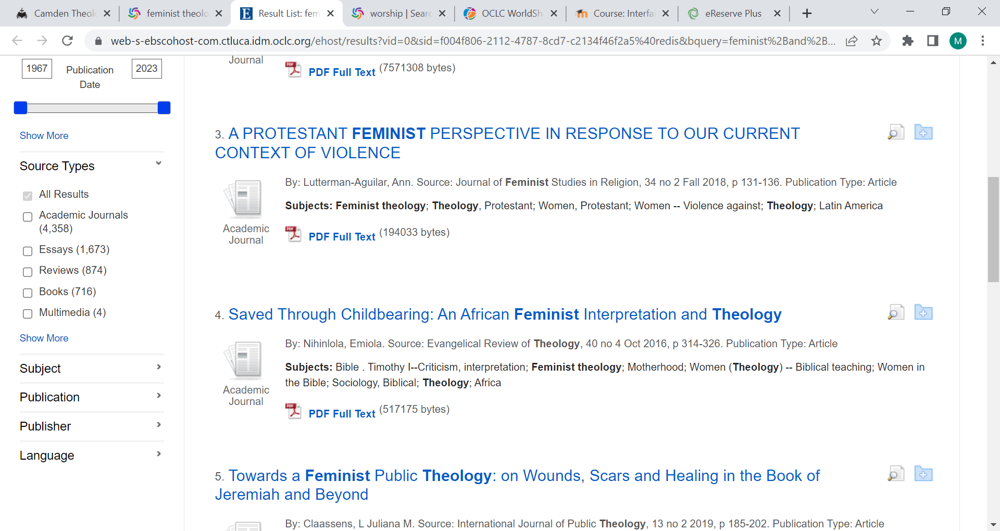 Camden Theolo
feminist theolo
Result List: fem
worship | Searc
OCLC WorldSha
Course: Interfai
eReserve Plus
web-s-ebscohost-com.ctluca.idm.oclc.org/ehost/results?vid=0&sid=f004f806-2112-4787-8cd7-c2134f46f2a5%40redis&bquery=feminist%2Band%2B...
M
1967
Publication
Date
2023
Show More
Source Types
All Results
Academic Journals
(4,358)
Essays (1,673)
Reviews (874)
Books (716)
Multimedia (4)
Show More
Subject
Publication
Publisher
Language
Journal
PDF Full Text (7571308 bytes)
3. A PROTESTANT FEMINIST PERSPECTIVE IN RESPONSE TO OUR CURRENT
CONTEXT OF VIOLENCE
By: Lutterman-Aguilar, Ann. Source: Journal of Feminist Studies in Religion, 34 no 2 Fall 2018, p 131-136. Publication Type: Article
Subjects: Feminist theology; Theology, Protestant; Women, Protestant; Women -- Violence against; Theology; Latin America
Academic
Journal
PDF Full Text (194033 bytes)
4. Saved Through Childbearing: An African Feminist Interpretation and Theology
By: Nihinlola, Emiola. Source: Evangelical Review of Theology, 40 no 4 Oct 2016, p 314-326. Publication Type: Article
Subjects: Bible . Timothy I--Criticism, interpretation; Feminist theology; Motherhood; Women (Theology) -- Biblical teaching; Women in
the Bible; Sociology, Biblical; Theology; Africa
Academic
Journal
PDF Full Text (517175 bytes)
5. Towards a Feminist Public Theology: on Wounds, Scars and Healing in the Book of
Jeremiah and Beyond
By: Claassens, L Juliana M. Source: International Journal of Public Theology, 13 no 2 2019, p 185-202. Publication Type: Article